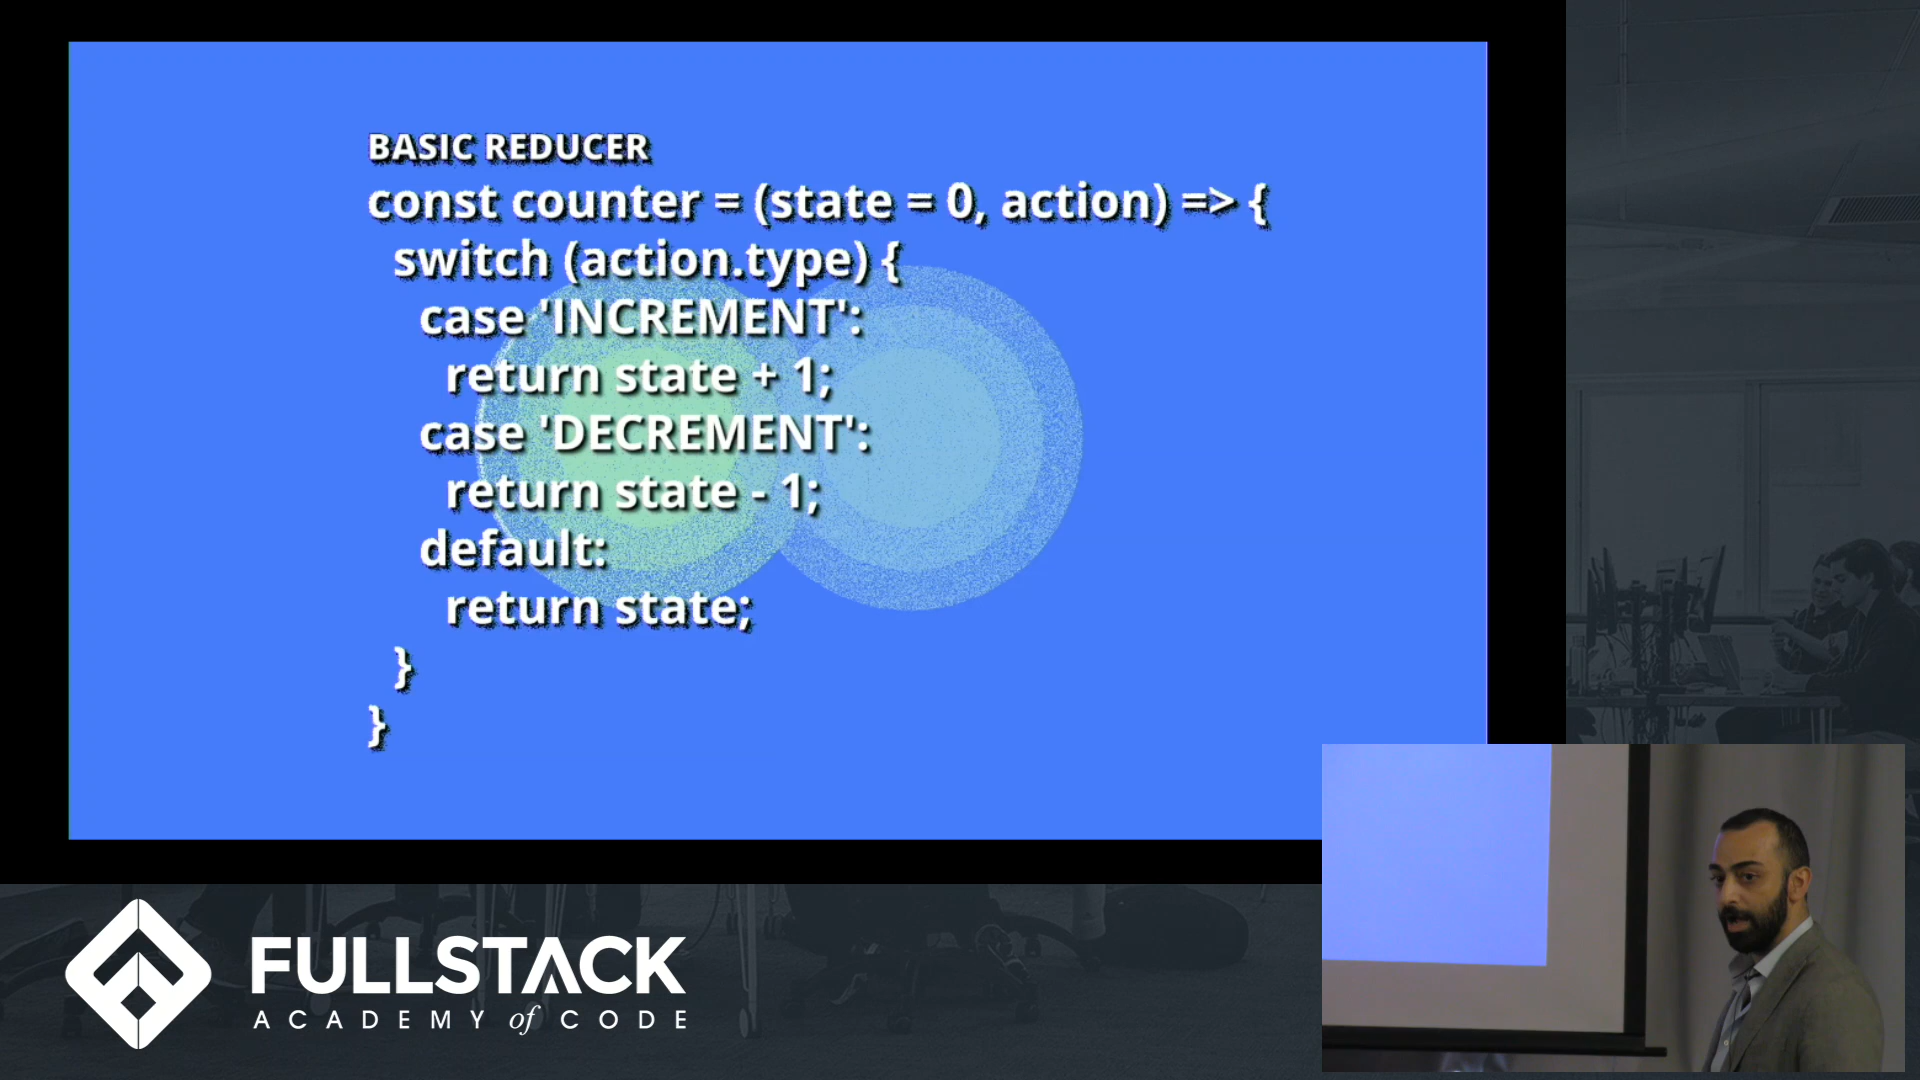 BASIC REDUCER
const counter = (state = 0, action) => {
switch (action.type) {
case 'INCREMENT':
return state + 1;
case 'DECREMENT':
return state - 1;
default:
return state;
}
}
FULLSTACK
ACADEMY of CODE